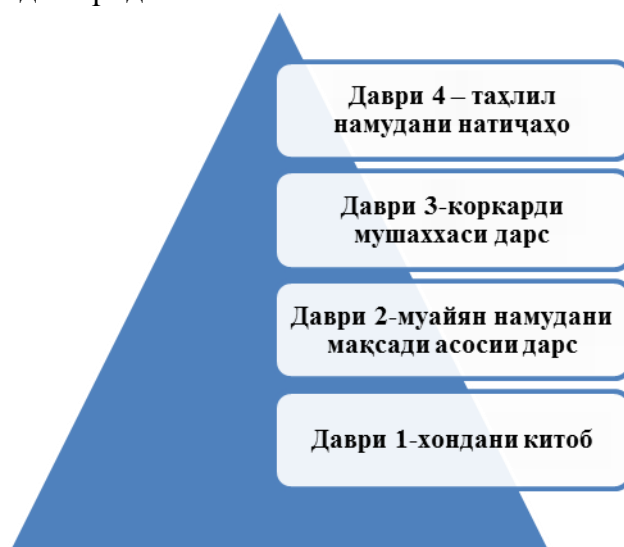 Даври 4 – таҳлил
намудани натиҷаҳо
Даври 3-коркарди
мушаххаси дарс
Даври 2-муайян намудани
мақсади асосии дарс
Даври 1-хондани китоб